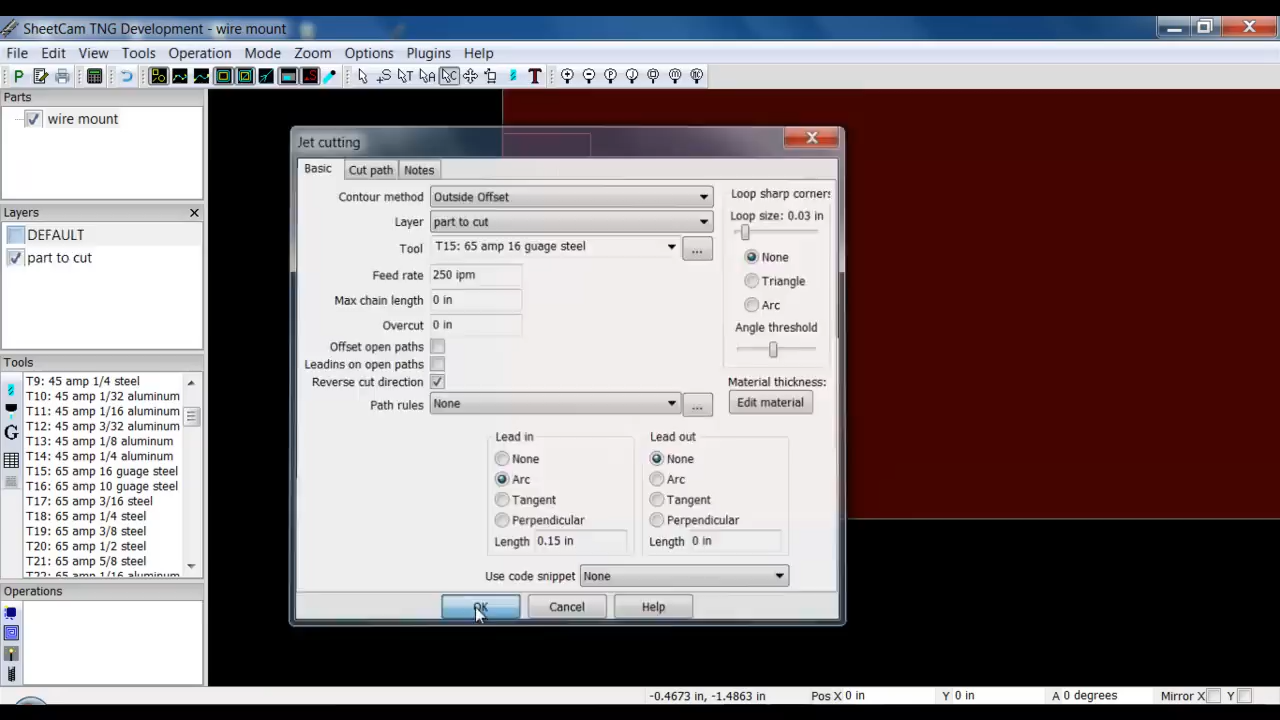 SheetCam TNG Development - wire mount
File Edit View Tools Operation Mode Zoom Options Plugins Help
Parts
wire mount
Layers
DEFAULT
part to cut
Tools
T9: 45 amp 1/4 steel
T10: 45 amp 1/32 aluminum
T11: 45 amp 1/16 aluminum
T12: 45 amp 3/32 aluminum
T13: 45 amp 1/8 aluminum
T14: 45 amp 1/4 aluminum
T15: 65 amp 16 guage steel
T16: 65 amp 10 guage steel
T17: 65 amp 3/16 steel
T18: 65 amp 1/4 steel
T19: 65 amp 3/8 steel
T20: 65 amp 1/2 steel
T21: 65 amp 5/8 steel
T22: 65 amp 1/16 aluminum
Operations
Jet cutting
Basic Cut path Notes
Contour method Outside Offset
Layer part to cut
Tool T15: 65 amp 16 guage steel ...
Feed rate 250 ipm
Max chain length 0 in
Overcut 0 in
Offset open paths
Leadins on open paths
Reverse cut direction
Path rules None ...
Loop sharp corners
Loop size: 0.03 in
None
Triangle
Arc
Angle threshold
Material thickness:
Edit material
Lead in
None
Arc
Tangent
Perpendicular
Length 0.15 in
Lead out
None
Arc
Tangent
Perpendicular
Length 0 in
Use code snippet None
OK Cancel Help
-0.4673 in, -1.4863 in Pos X 0 in Y 0 in A 0 degrees Mirror X Y